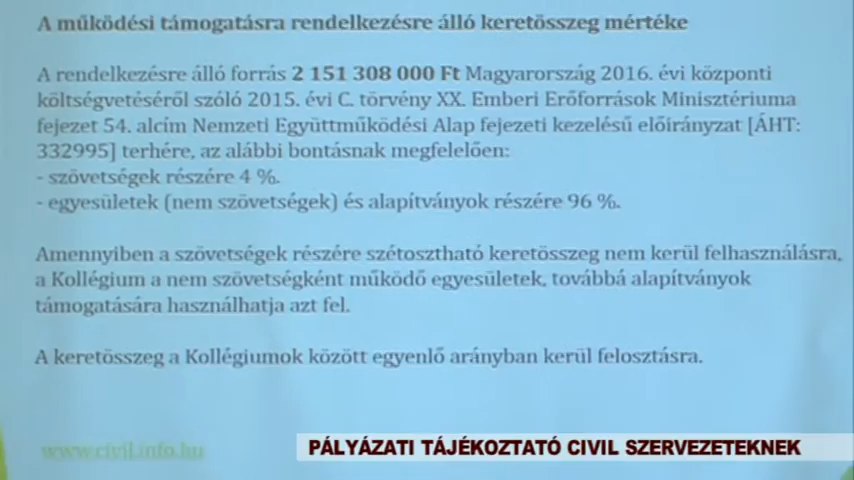 A működési támogatásra rendelkezésre álló keretösszeg mértéke
A rendelkezésre álló forrás 2 151 308 000 Ft Magyarország 2016. évi központi
költségvetéséről szóló 2015. évi C. törvény XX. Emberi Erőforrások Minisztériuma
fejezet 54. alcím Nemzeti Együttműködési Alap fejezeti kezelésű előirányzat [ÁHT:
332995] terhére, az alábbi bontásnak megfelelően:
- szövetségek részére 4 %.
- egyesületek (nem szövetségek) és alapítványok részére 96 %.
Amennyiben a szövetségek részére szétosztható keretösszeg nem kerül felhasználásra,
a Kollégium a nem szövetségként működő egyesületek, továbbá alapítványok
támogatására használhatja azt fel.
A keretösszeg a Kollégiumok között egyenlő arányban kerül felosztásra.
www.civil.info.hu
PÁLYÁZATI TÁJÉKOZTATÓ CIVIL SZERVEZETEKNEK